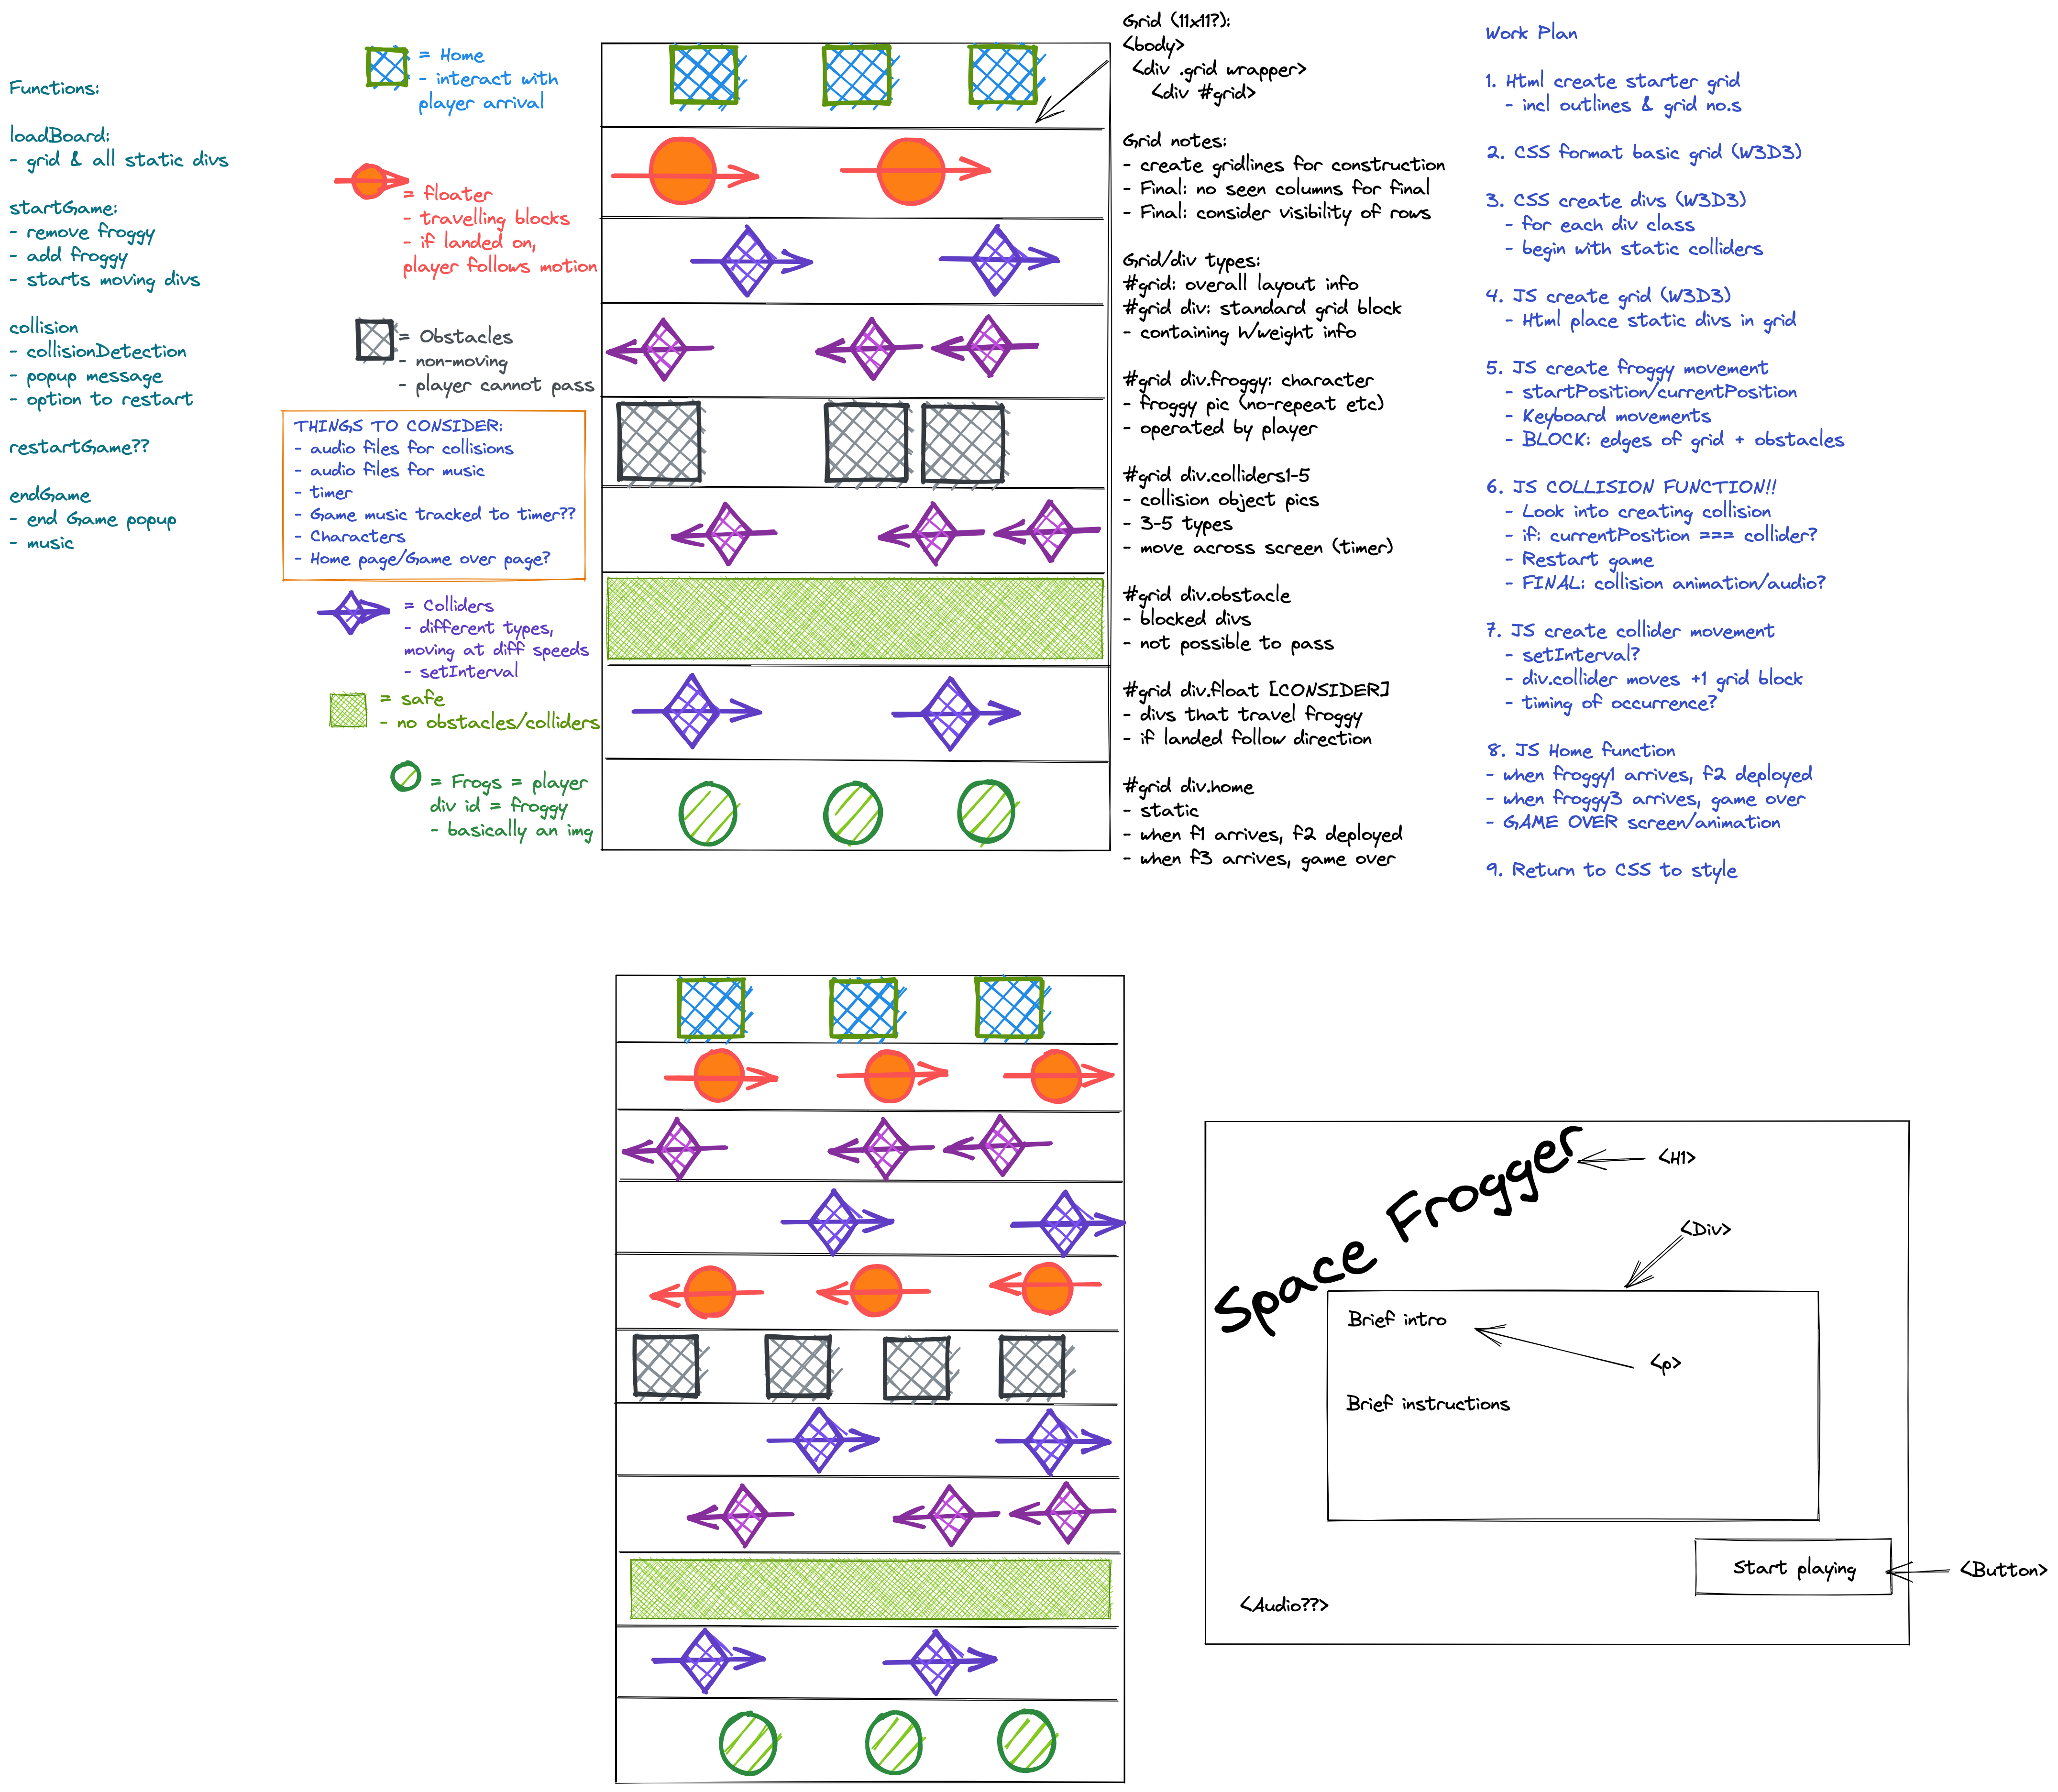 Functions:
loadBoard:
- grid & all static divs
startGame:
- remove froggy
- add froggy
- starts moving divs
collision
- collisionDetection
- popup message
- option to restart
restartGame??
endGame
- end Game popup
- music
= Home
- interact with
player arrival
= floater
- travelling blocks
- if landed on,
player follows motion
= Obstacles
- non-moving
- player cannot pass
THINGS TO CONSIDER:
- audio files for collisions
- audio files for music
- timer
- Game music tracked to timer??
- Characters
- Home page/Game over page?
= Colliders
- different types,
moving at diff speeds
- setInterval
= safe
- no obstacles/colliders
= Frogs = player
div id = froggy
- basically an img
Grid (11x11?):
<body>
<div .grid wrapper>
<div #grid>
Grid notes:
- create gridlines for construction
- Final: no seen columns for final
- Final: consider visibility of rows
Grid/div types:
#grid: overall layout info
#grid div: standard grid block
- containing h/weight info
#grid div.froggy: character
- froggy pic (no-repeat etc)
- operated by player
#grid div.colliders1-5
- collision object pics
- 3-5 types
- move across screen (timer)
#grid div.obstacle
- blocked divs
- not possible to pass
#grid div.float [CONSIDER]
- divs that travel froggy
- if landed follow direction
#grid div.home
- static
- when f1 arrives, f2 deployed
- when f3 arrives, game over
Work Plan
1. Html create starter grid
- incl outlines & grid no.s
2. CSS format basic grid (W3D3)
3. CSS create divs (W3D3)
- for each div class
- begin with static colliders
4. JS create grid (W3D3)
- Html place static divs in grid
5. JS create froggy movement
- startPosition/currentPosition
- Keyboard movements
- BLOCK: edges of grid + obstacles
6. JS COLLISION FUNCTION!!
- Look into creating collision
- if: currentPosition === collider?
- Restart game
- FINAL: collision animation/audio?
7. JS create collider movement
- setInterval?
- div.collider moves +1 grid block
- timing of occurrence?
8. JS Home function
- when froggy1 arrives, f2 deployed
- when froggy3 arrives, game over
- GAME OVER screen/animation
9. Return to CSS to style
Space Frogger
<H1>
<Div>
Brief intro
<p>
Brief instructions
Start playing
<Button>
<Audio??>